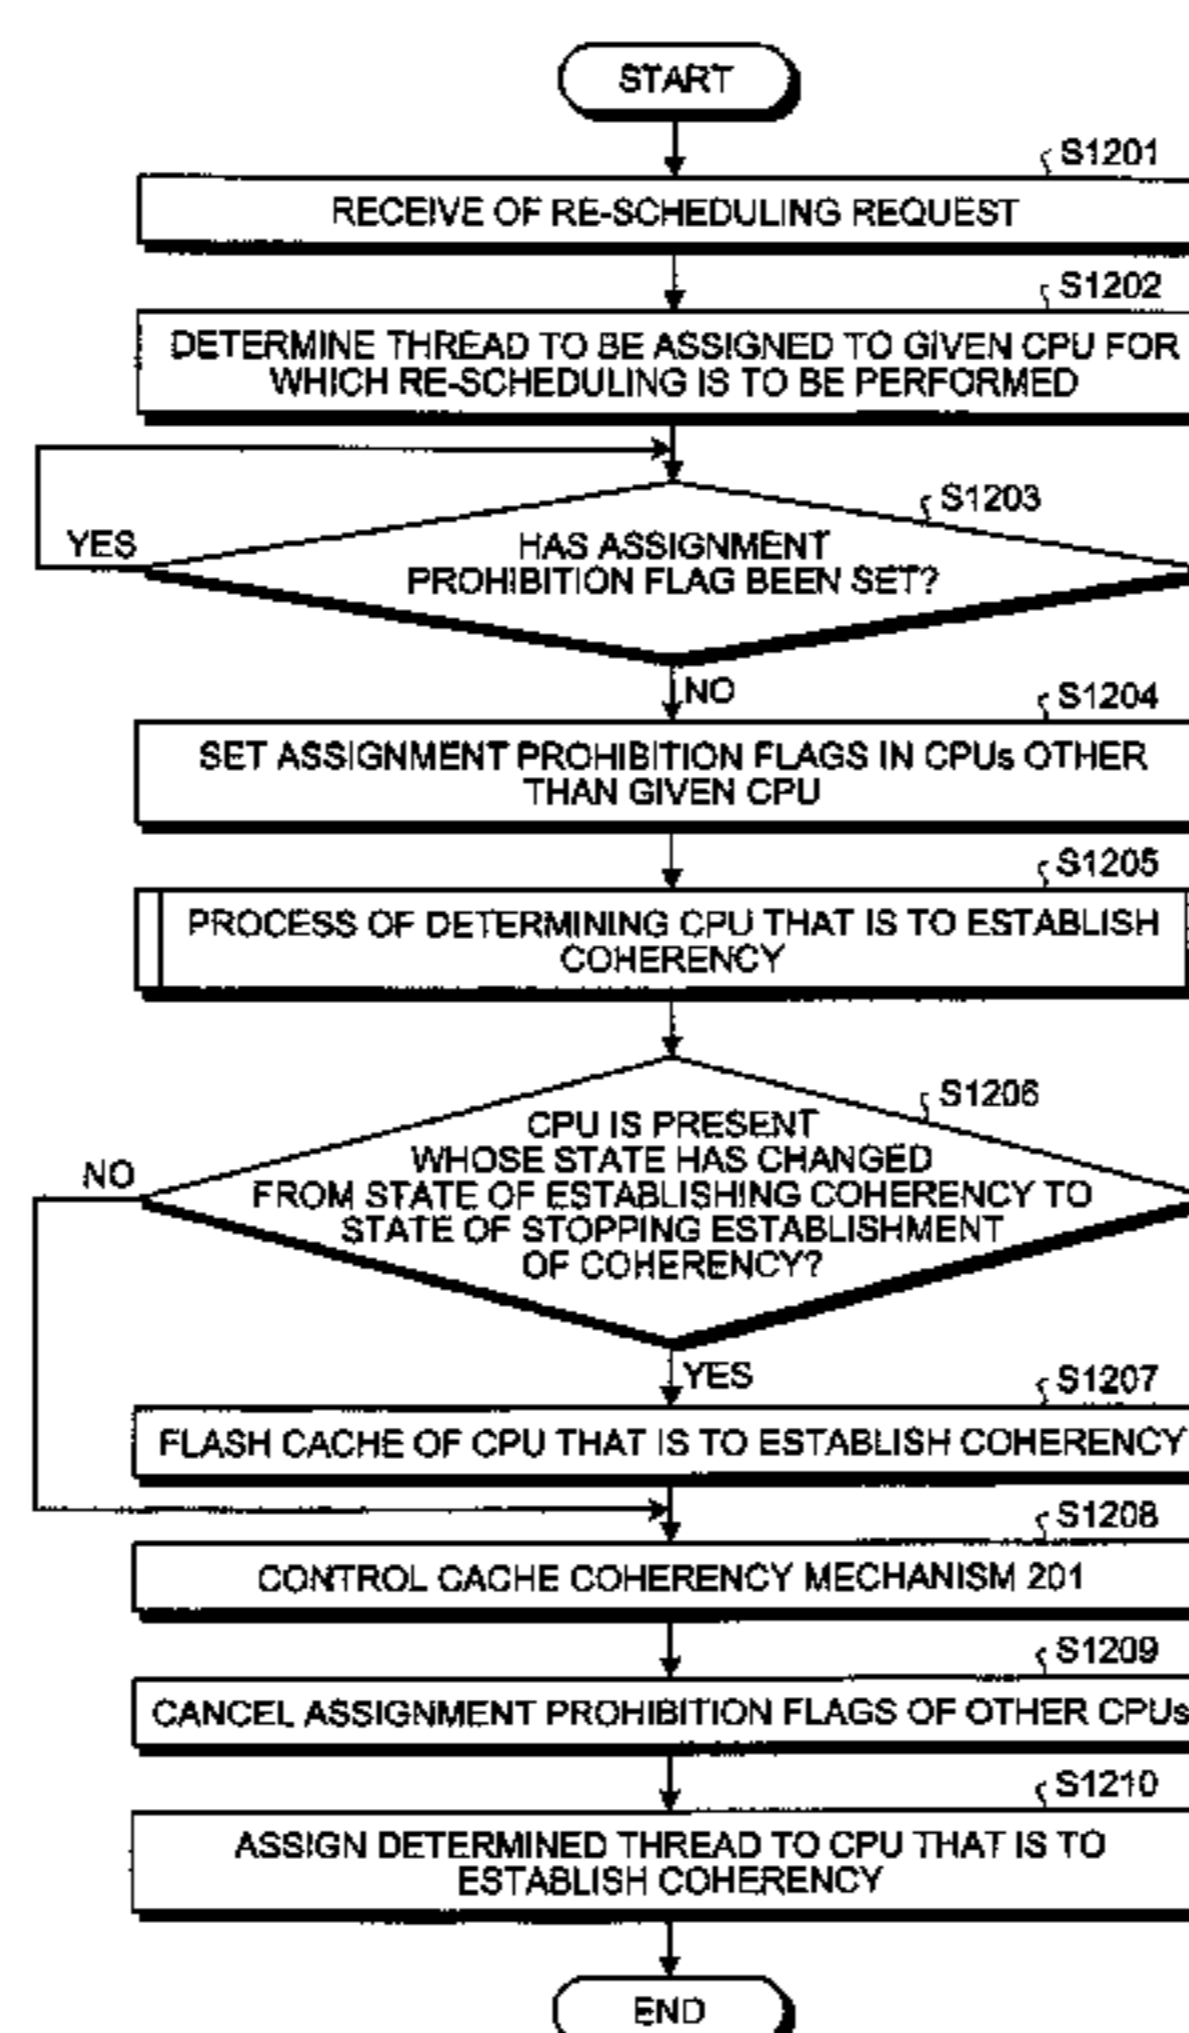 START
S1201
RECEIVE OF RE-SCHEDULING REQUEST
S1202
DETERMINE THREAD TO BE ASSIGNED TO GIVEN CPU FOR
WHICH RE-SCHEDULING IS TO BE PERFORMED
S1203
YES
HAS ASSIGNMENT
PROHIBITION FLAG BEEN SET?
NO
S1204
SET ASSIGNMENT PROHIBITION FLAGS IN CPUs OTHER
THAN GIVEN CPU
S1205
PROCESS OF DETERMINING CPU THAT IS TO ESTABLISH
COHERENCY
S1206
NO
CPU IS PRESENT
WHOSE STATE HAS CHANGED
FROM STATE OF ESTABLISHING COHERENCY TO
STATE OF STOPPING ESTABLISHMENT
OF COHERENCY?
YES
S1207
FLASH CACHE OF CPU THAT IS TO ESTABLISH COHERENCY
S1208
CONTROL CACHE COHERENCY MECHANISM 201
S1209
CANCEL ASSIGNMENT PROHIBITION FLAGS OF OTHER CPUs
S1210
ASSIGN DETERMINED THREAD TO CPU THAT IS TO
ESTABLISH COHERENCY
END